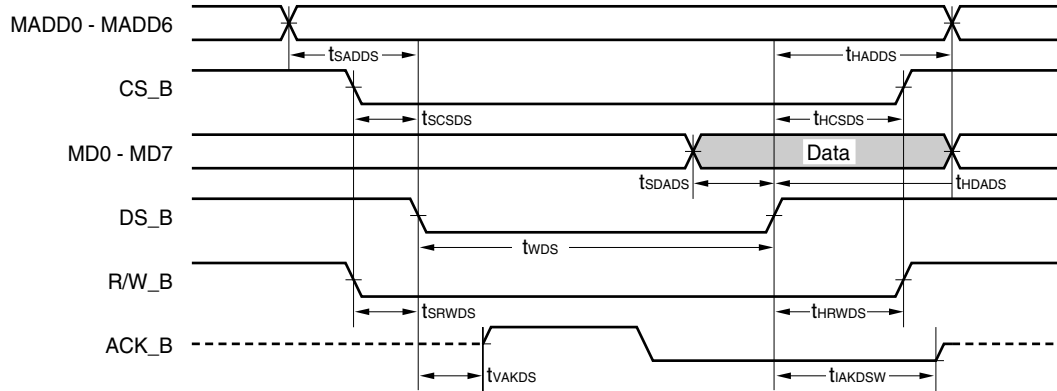 MADD0 - MADD6
tSADDS tHADDS
CS_B
tSCSDS tHCSDS
MD0 - MD7 Data
tSDADS tHDADS
DS_B
tWDS
R/W_B
tSRWDS tHRWDS
ACK_B
tVAKDS tIAKDSW